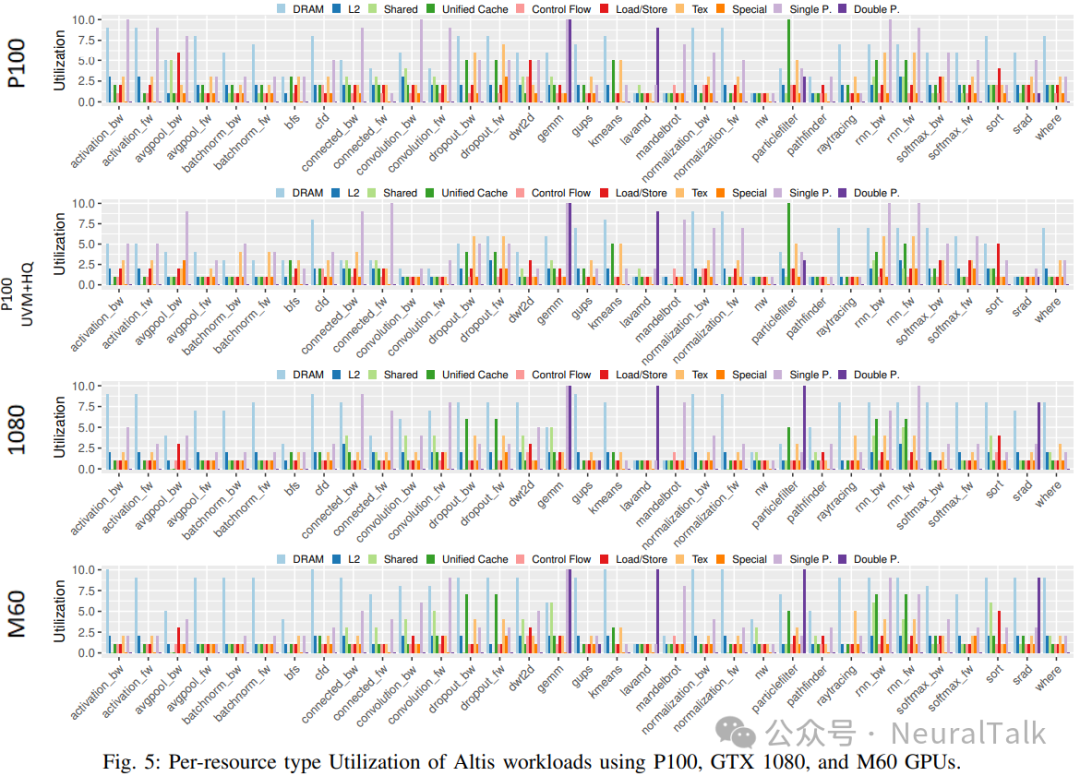 DRAM L2 Shared Unified Cache Control Flow Load/Store Tex Special Single P. Double P.
P100
Utilization
10.0
7.5
5.0
2.5
0.0
activation_bw activation_fw avgpool_bw avgpool_fw batchnorm_bw batchnorm_fw bfs cfd connected_bw connected_fw convolution_bw convolution_fw dropout_bw dropout_fw dwt2d gemm gups kmeans lavamd mandelbrot normalization_bw normalization_fw nw particlefilter pathfinder raytracing rnn_bw rnn_fw softmax_bw softmax_fw sort srad where
DRAM L2 Shared Unified Cache Control Flow Load/Store Tex Special Single P. Double P.
P100
UVM+HQ
Utilization
10.0
7.5
5.0
2.5
0.0
activation_bw activation_fw avgpool_bw avgpool_fw batchnorm_bw batchnorm_fw bfs cfd connected_bw connected_fw convolution_bw convolution_fw dropout_bw dropout_fw dwt2d gemm gups kmeans lavamd mandelbrot normalization_bw normalization_fw nw particlefilter pathfinder raytracing rnn_bw rnn_fw softmax_bw softmax_fw sort srad where
DRAM L2 Shared Unified Cache Control Flow Load/Store Tex Special Single P. Double P.
1080
Utilization
10.0
7.5
5.0
2.5
0.0
activation_bw activation_fw avgpool_bw avgpool_fw batchnorm_bw batchnorm_fw bfs cfd connected_bw connected_fw convolution_bw convolution_fw dropout_bw dropout_fw dwt2d gemm gups kmeans lavamd mandelbrot normalization_bw normalization_fw nw particlefilter pathfinder raytracing rnn_bw rnn_fw softmax_bw softmax_fw sort srad where
DRAM L2 Shared Unified Cache Control Flow Load/Store Tex Special Single P. Double P.
M60
Utilization
10.0
7.5
5.0
2.5
0.0
activation_bw activation_fw avgpool_bw avgpool_fw batchnorm_bw batchnorm_fw bfs cfd connected_bw connected_fw convolution_bw convolution_fw dropout_bw dropout_fw dwt2d gemm gups kmeans lavamd mandelbrot normalization_bw normalization_fw nw particlefilter pathfinder raytracing rnn_bw rnn_fw softmax_bw softmax_fw sort srad where
公众号 · NeuralTalk
Fig. 5: Per-resource type Utilization of Altis workloads using P100, GTX 1080, and M60 GPUs.